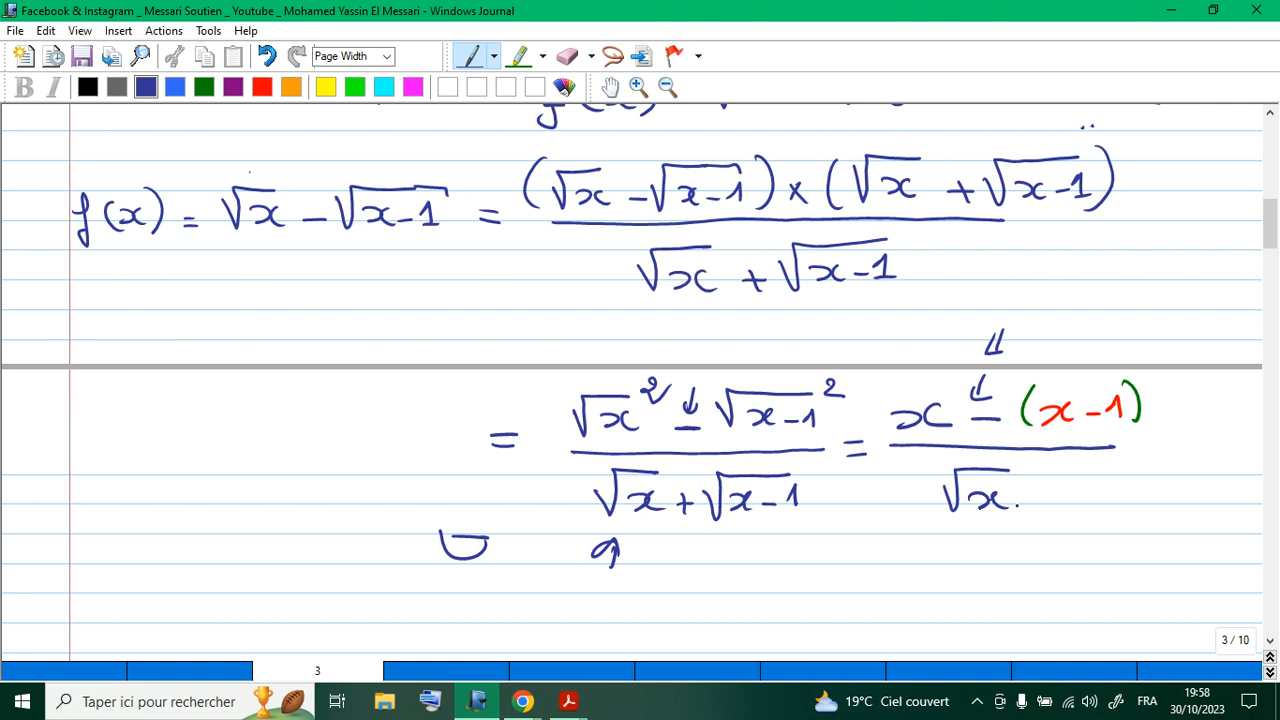 Facebook & Instagram _ Messari Soutien _ Youtube _ Mohamed Yassin El Messari - Windows Journal
File Edit View Insert Actions Tools Help
Page Width
B I
f(x) = √x - √x-1 = (√x - √x-1) × (√x + √x-1)
√x + √x-1
= √x² - √x-1² = x - (x-1)
√x + √x-1 √x.
3 / 10
3
Taper ici pour rechercher
19°C Ciel couvert
FRA
19:58
30/10/2023